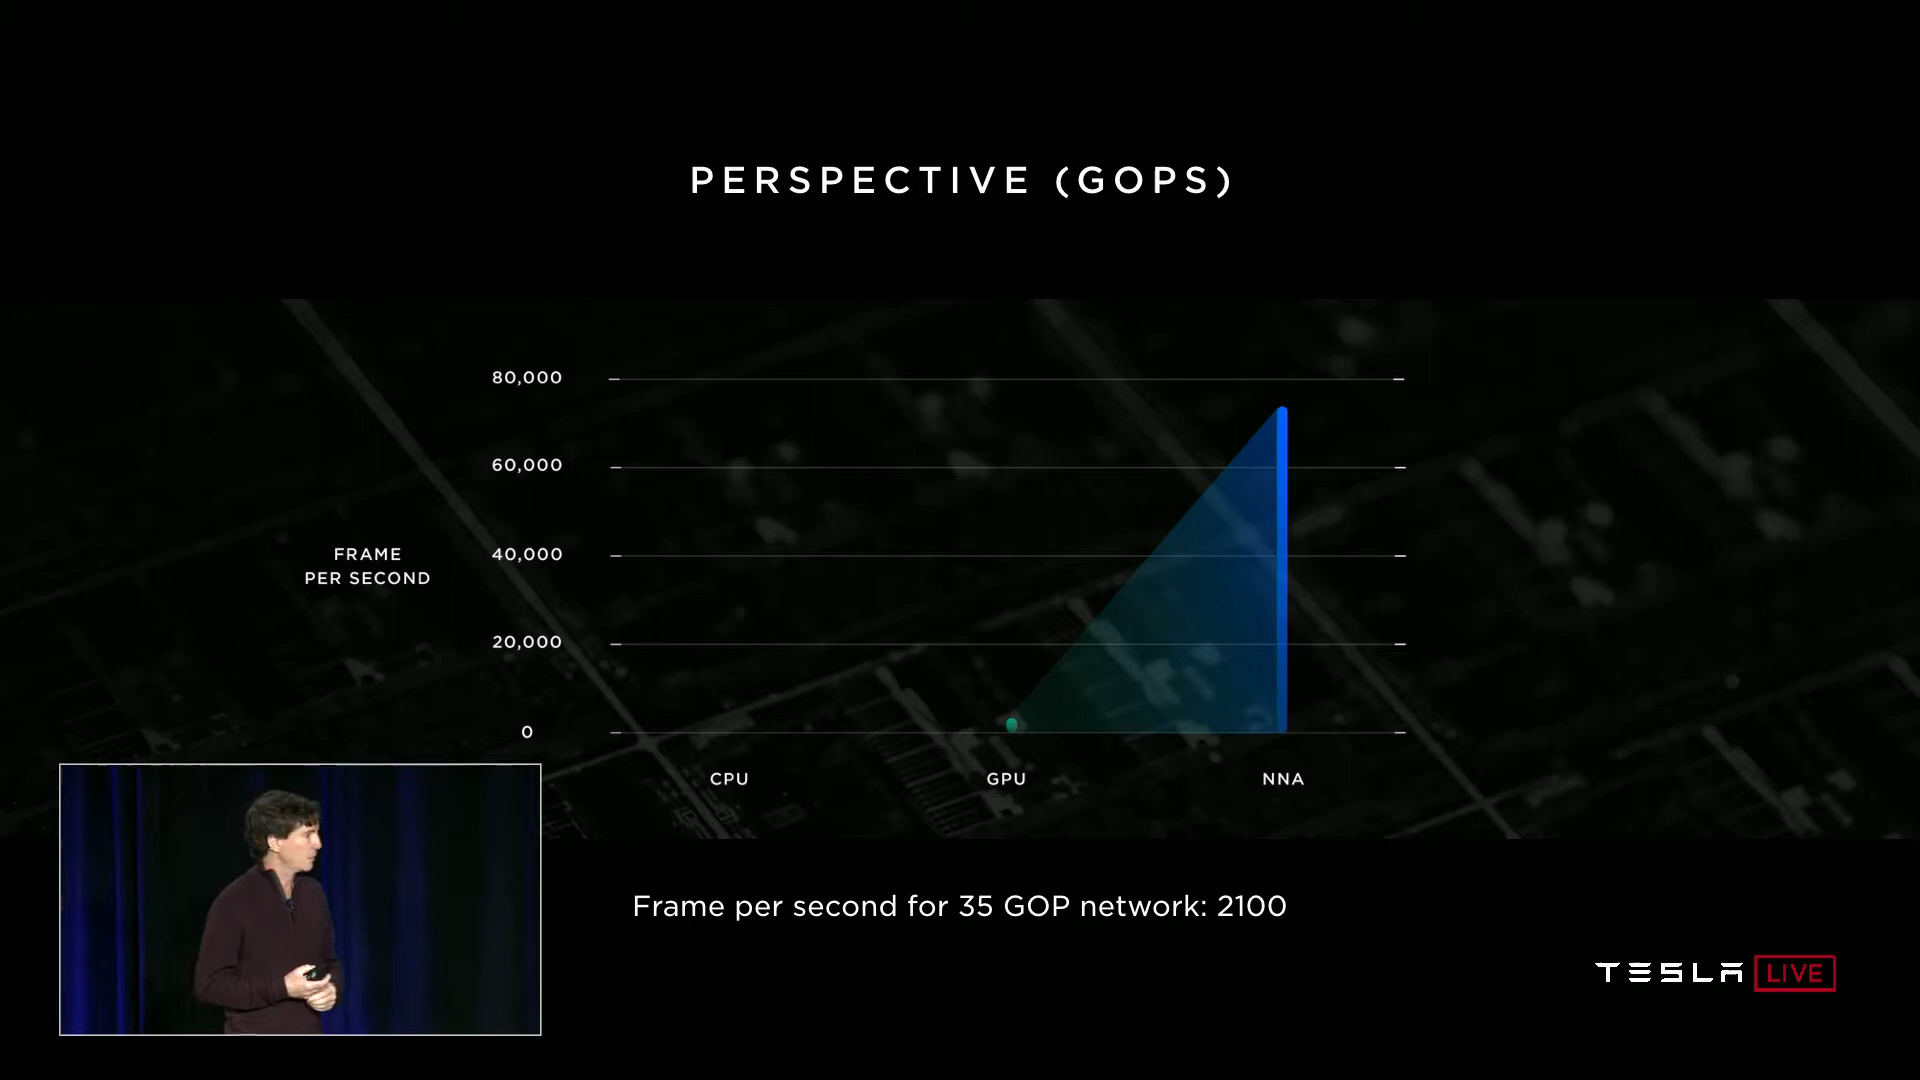 PERSPECTIVE (GOPS)
80,000
60,000
FRAME
PER SECOND
40,000
20,000
0
CPU
GPU
NNA
Frame per second for 35 GOP network: 2100
TESLA LIVE